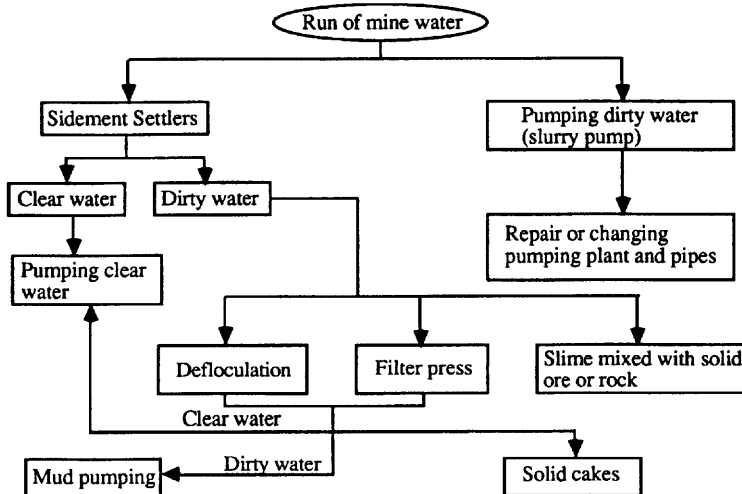 Run of mine water
Sidement Settlers
Pumping dirty water
(slurry pump)
Clear water
Dirty water
Repair or changing
pumping plant and pipes
Pumping clear
water
Defloculation
Filter press
Slime mixed with solid
ore or rock
Clear water
Dirty water
Mud pumping
Solid cakes